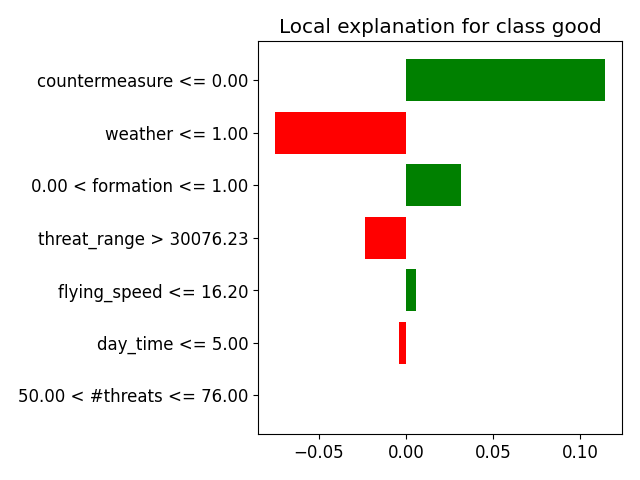 Local explanation for class good
countermeasure <= 0.00
weather <= 1.00
0.00 < formation <= 1.00
threat_range > 30076.23
flying_speed <= 16.20
day_time <= 5.00
50.00 < #threats <= 76.00
−0.05 0.00 0.05 0.10